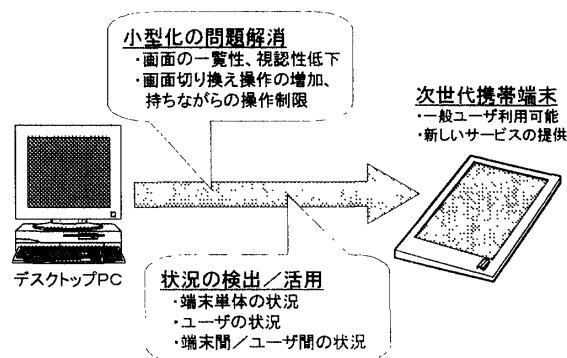 小型化の問題解消
・画面の一覧性、視認性低下
・画面切り換え操作の増加、
持ちながらの操作制限
次世代携帯端末
・一般ユーザ利用可能
・新しいサービスの提供
デスクトップPC
状況の検出／活用
・端末単体の状況
・ユーザの状況
・端末間／ユーザ間の状況